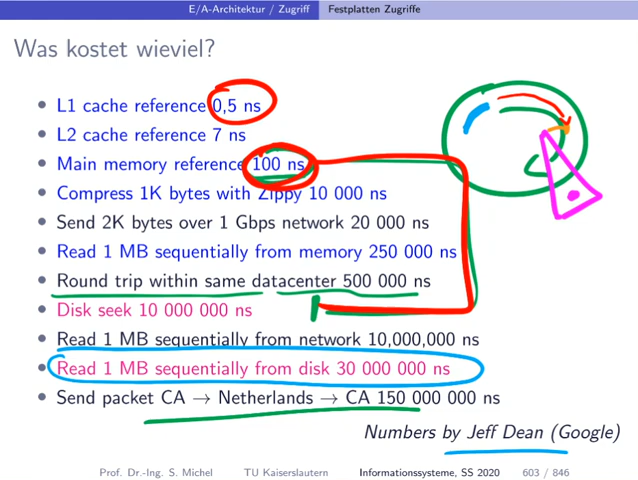 E/A-Architektur / Zugriff Festplatten Zugriffe
Was kostet wieviel?
• L1 cache reference 0,5 ns
• L2 cache reference 7 ns
• Main memory reference 100 ns
• Compress 1K bytes with Zippy 10 000 ns
• Send 2K bytes over 1 Gbps network 20 000 ns
• Read 1 MB sequentially from memory 250 000 ns
• Round trip within same datacenter 500 000 ns
• Disk seek 10 000 000 ns
• Read 1 MB sequentially from network 10,000,000 ns
• Read 1 MB sequentially from disk 30 000 000 ns
• Send packet CA → Netherlands → CA 150 000 000 ns
Numbers by Jeff Dean (Google)
Prof. Dr.-Ing. S. Michel TU Kaiserslautern Informationssysteme, SS 2020 603 / 846